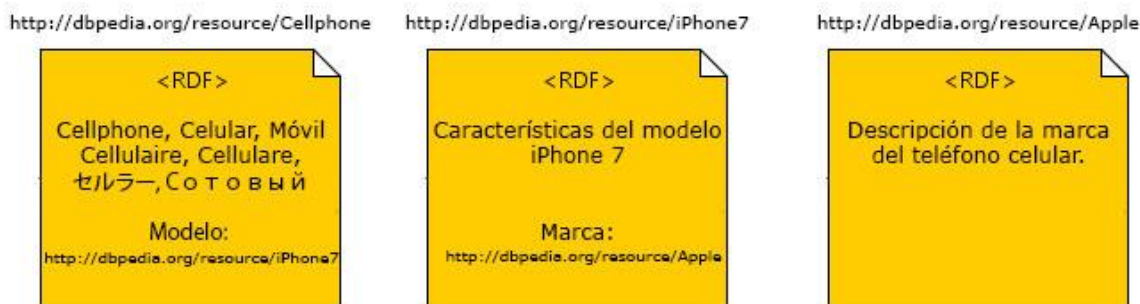 http://dbpedia.org/resource/Cellphone
<RDF>
Cellphone, Celular, Móvil
Cellulaire, Cellulare,
セルラー,Сотовый
Modelo:
http://dbpedia.org/resource/iPhone7
http://dbpedia.org/resource/iPhone7
<RDF>
Características del modelo
iPhone 7
Marca:
http://dbpedia.org/resource/Apple
http://dbpedia.org/resource/Apple
<RDF>
Descripción de la marca
del teléfono celular.